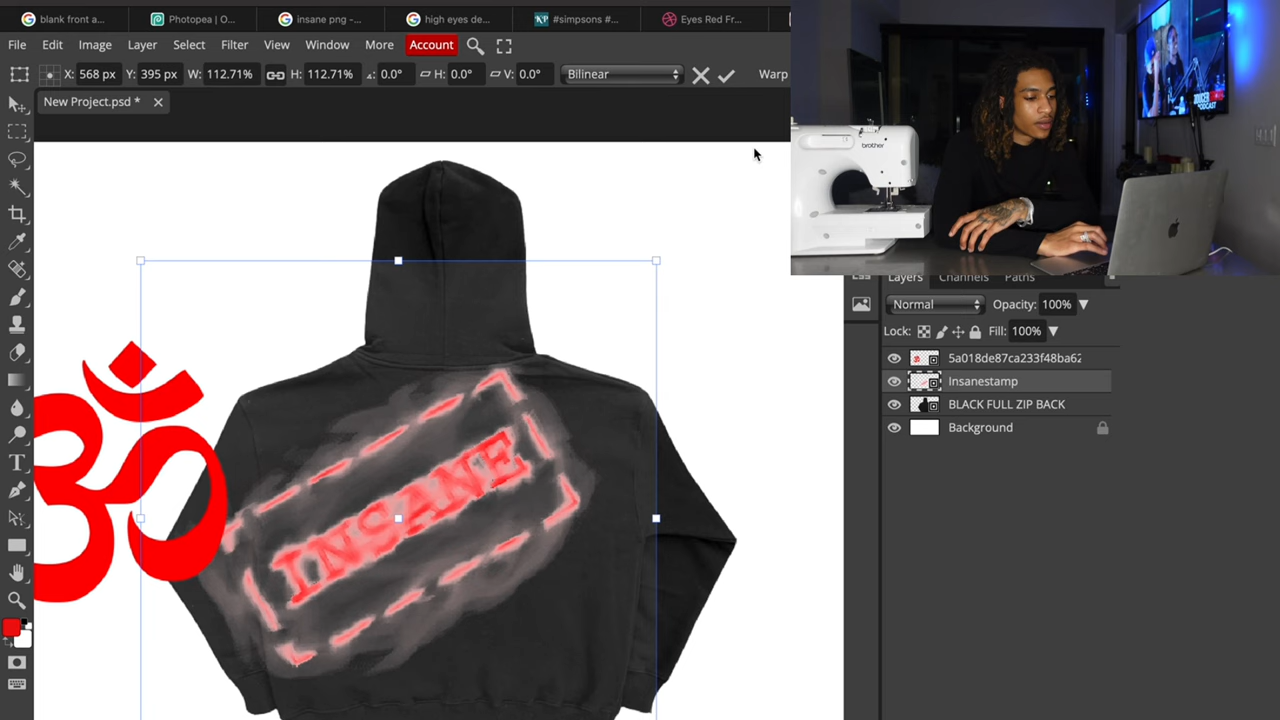 blank front a...
Photopea | O...
insane png -...
high eyes de...
#simpsons #...
Eyes Red Fr...
File Edit Image Layer Select Filter View Window More Account
X: 568 px Y: 395 px W: 112.71% H: 112.71% 0.0° H: 0.0° V: 0.0° Bilinear Warp
New Project.psd *
brother
PODCAST
Layers Channels Paths
Normal Opacity: 100%
Lock: Fill: 100%
5a018de87ca233f48ba62
Insanestamp
BLACK FULL ZIP BACK
Background
INSANE
ॐ